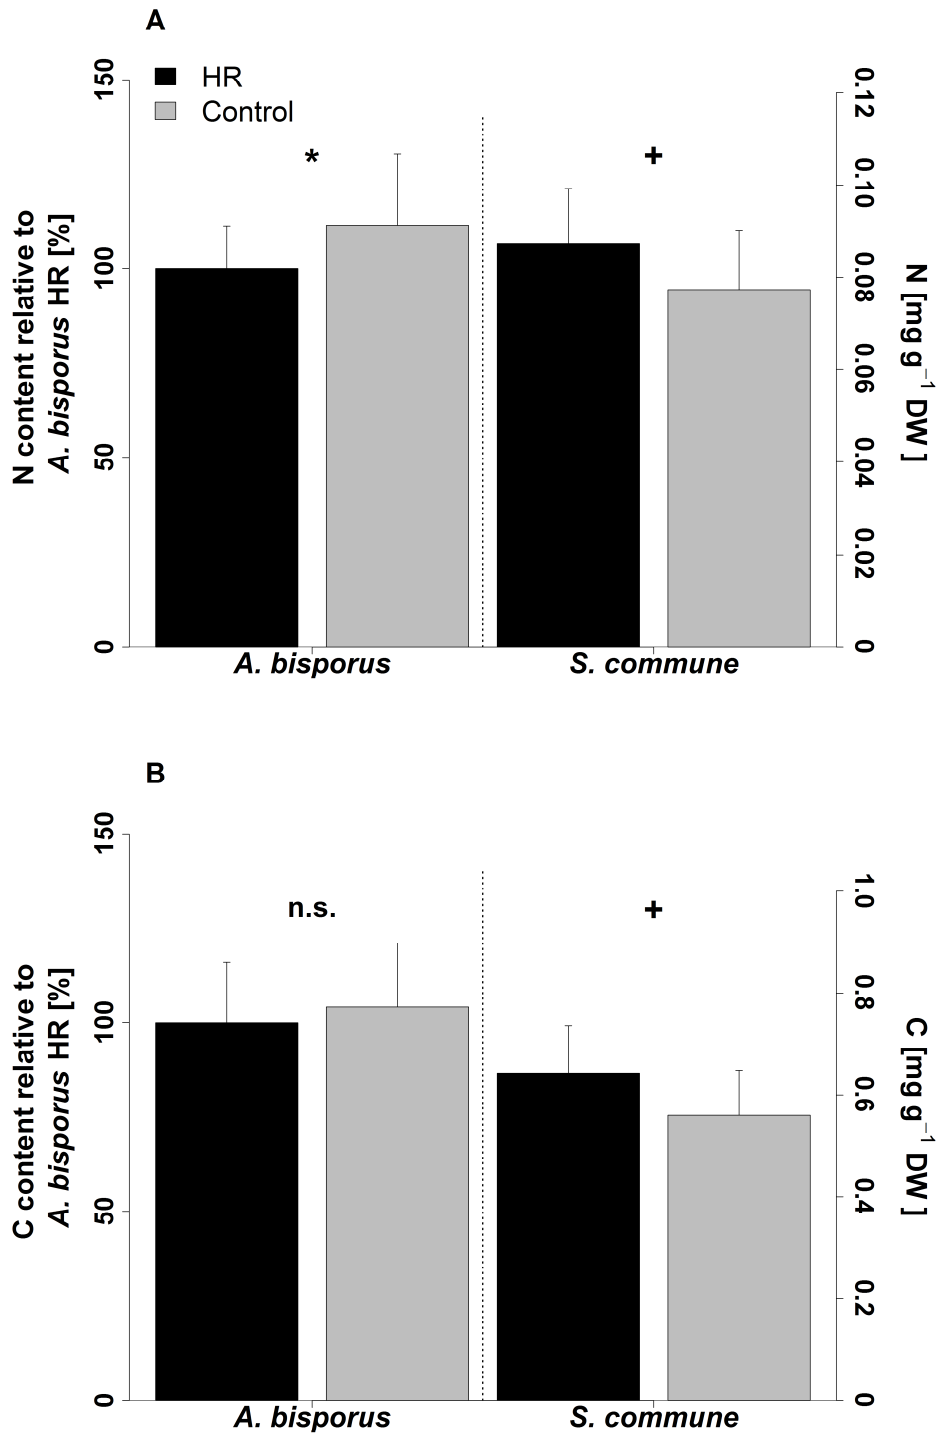 A
HR
Control
150
100
50
0
N content relative to
A. bisporus HR [%]
*
+
0.12
0.10
0.08
0.06
0.04
0.02
0
N [mg g⁻¹ DW ]
A. bisporus
S. commune
B
150
100
50
0
C content relative to
A. bisporus HR [%]
n.s.
+
1.0
0.8
0.6
0.4
0.2
0
C [mg g⁻¹ DW ]
A. bisporus
S. commune